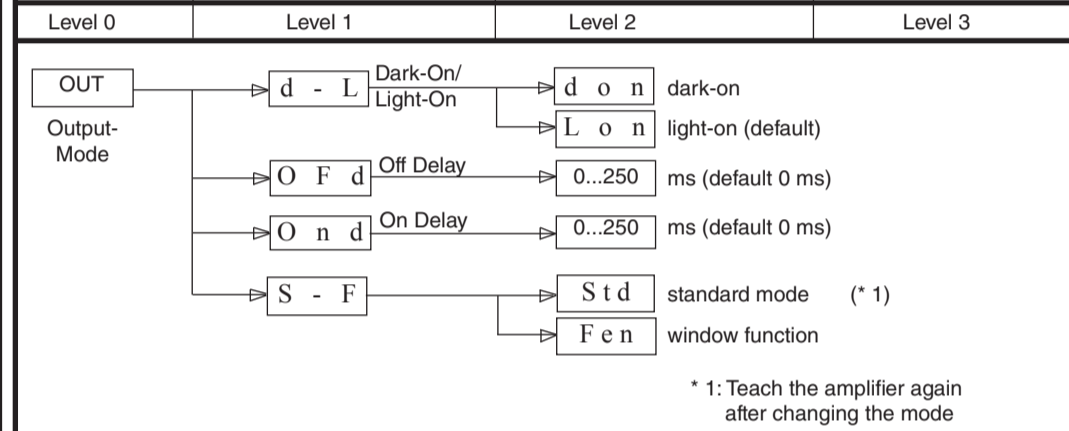 Level 0 Level 1 Level 2 Level 3
OUT d - L Dark-On/ d o n dark-on
Light-On
Output- L o n light-on (default)
Mode
O F d Off Delay 0...250 ms (default 0 ms)
O n d On Delay 0...250 ms (default 0 ms)
S - F Std standard mode (* 1)
Fen window function
* 1: Teach the amplifier again
after changing the mode